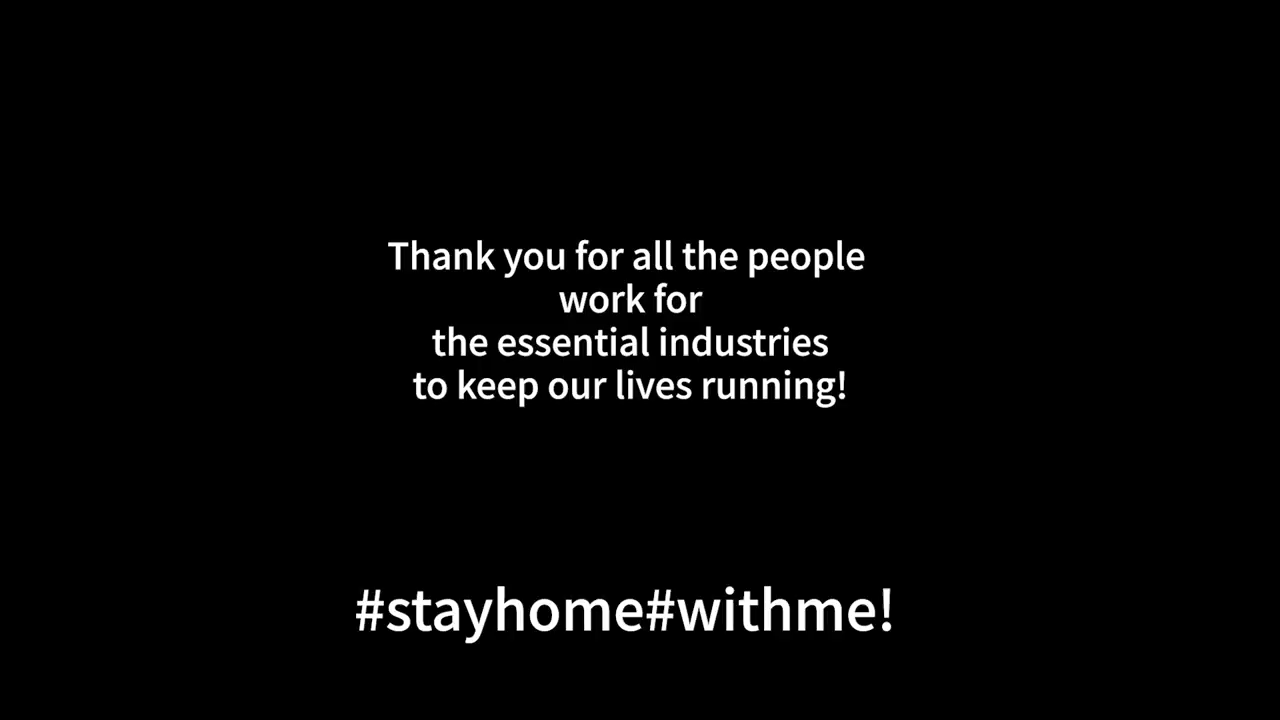 Thank you for all the people
work for
the essential industries
to keep our lives running!
#stayhome#withme!